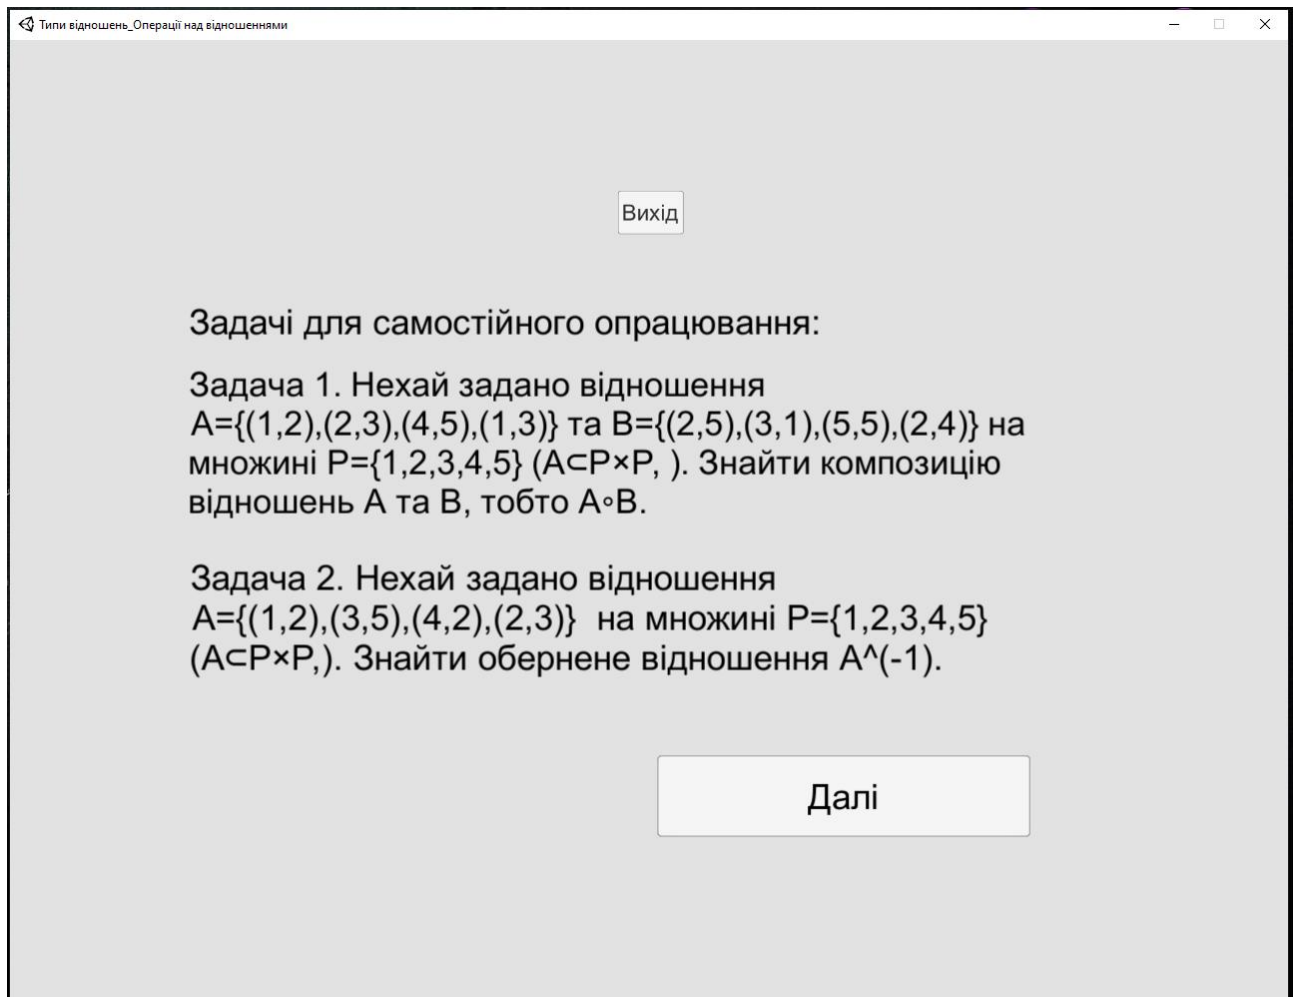 Типи відношень_Операції над відношеннями
Вихід
Задачі для самостійного опрацювання:
Задача 1. Нехай задано відношення
A={(1,2),(2,3),(4,5),(1,3)} та B={(2,5),(3,1),(5,5),(2,4)} на
множині P={1,2,3,4,5} (A⊂P×P, ). Знайти композицію
відношень A та B, тобто A∘B.
Задача 2. Нехай задано відношення
A={(1,2),(3,5),(4,2),(2,3)}  на множині P={1,2,3,4,5}
(A⊂P×P,). Знайти обернене відношення A^(-1).
Далі